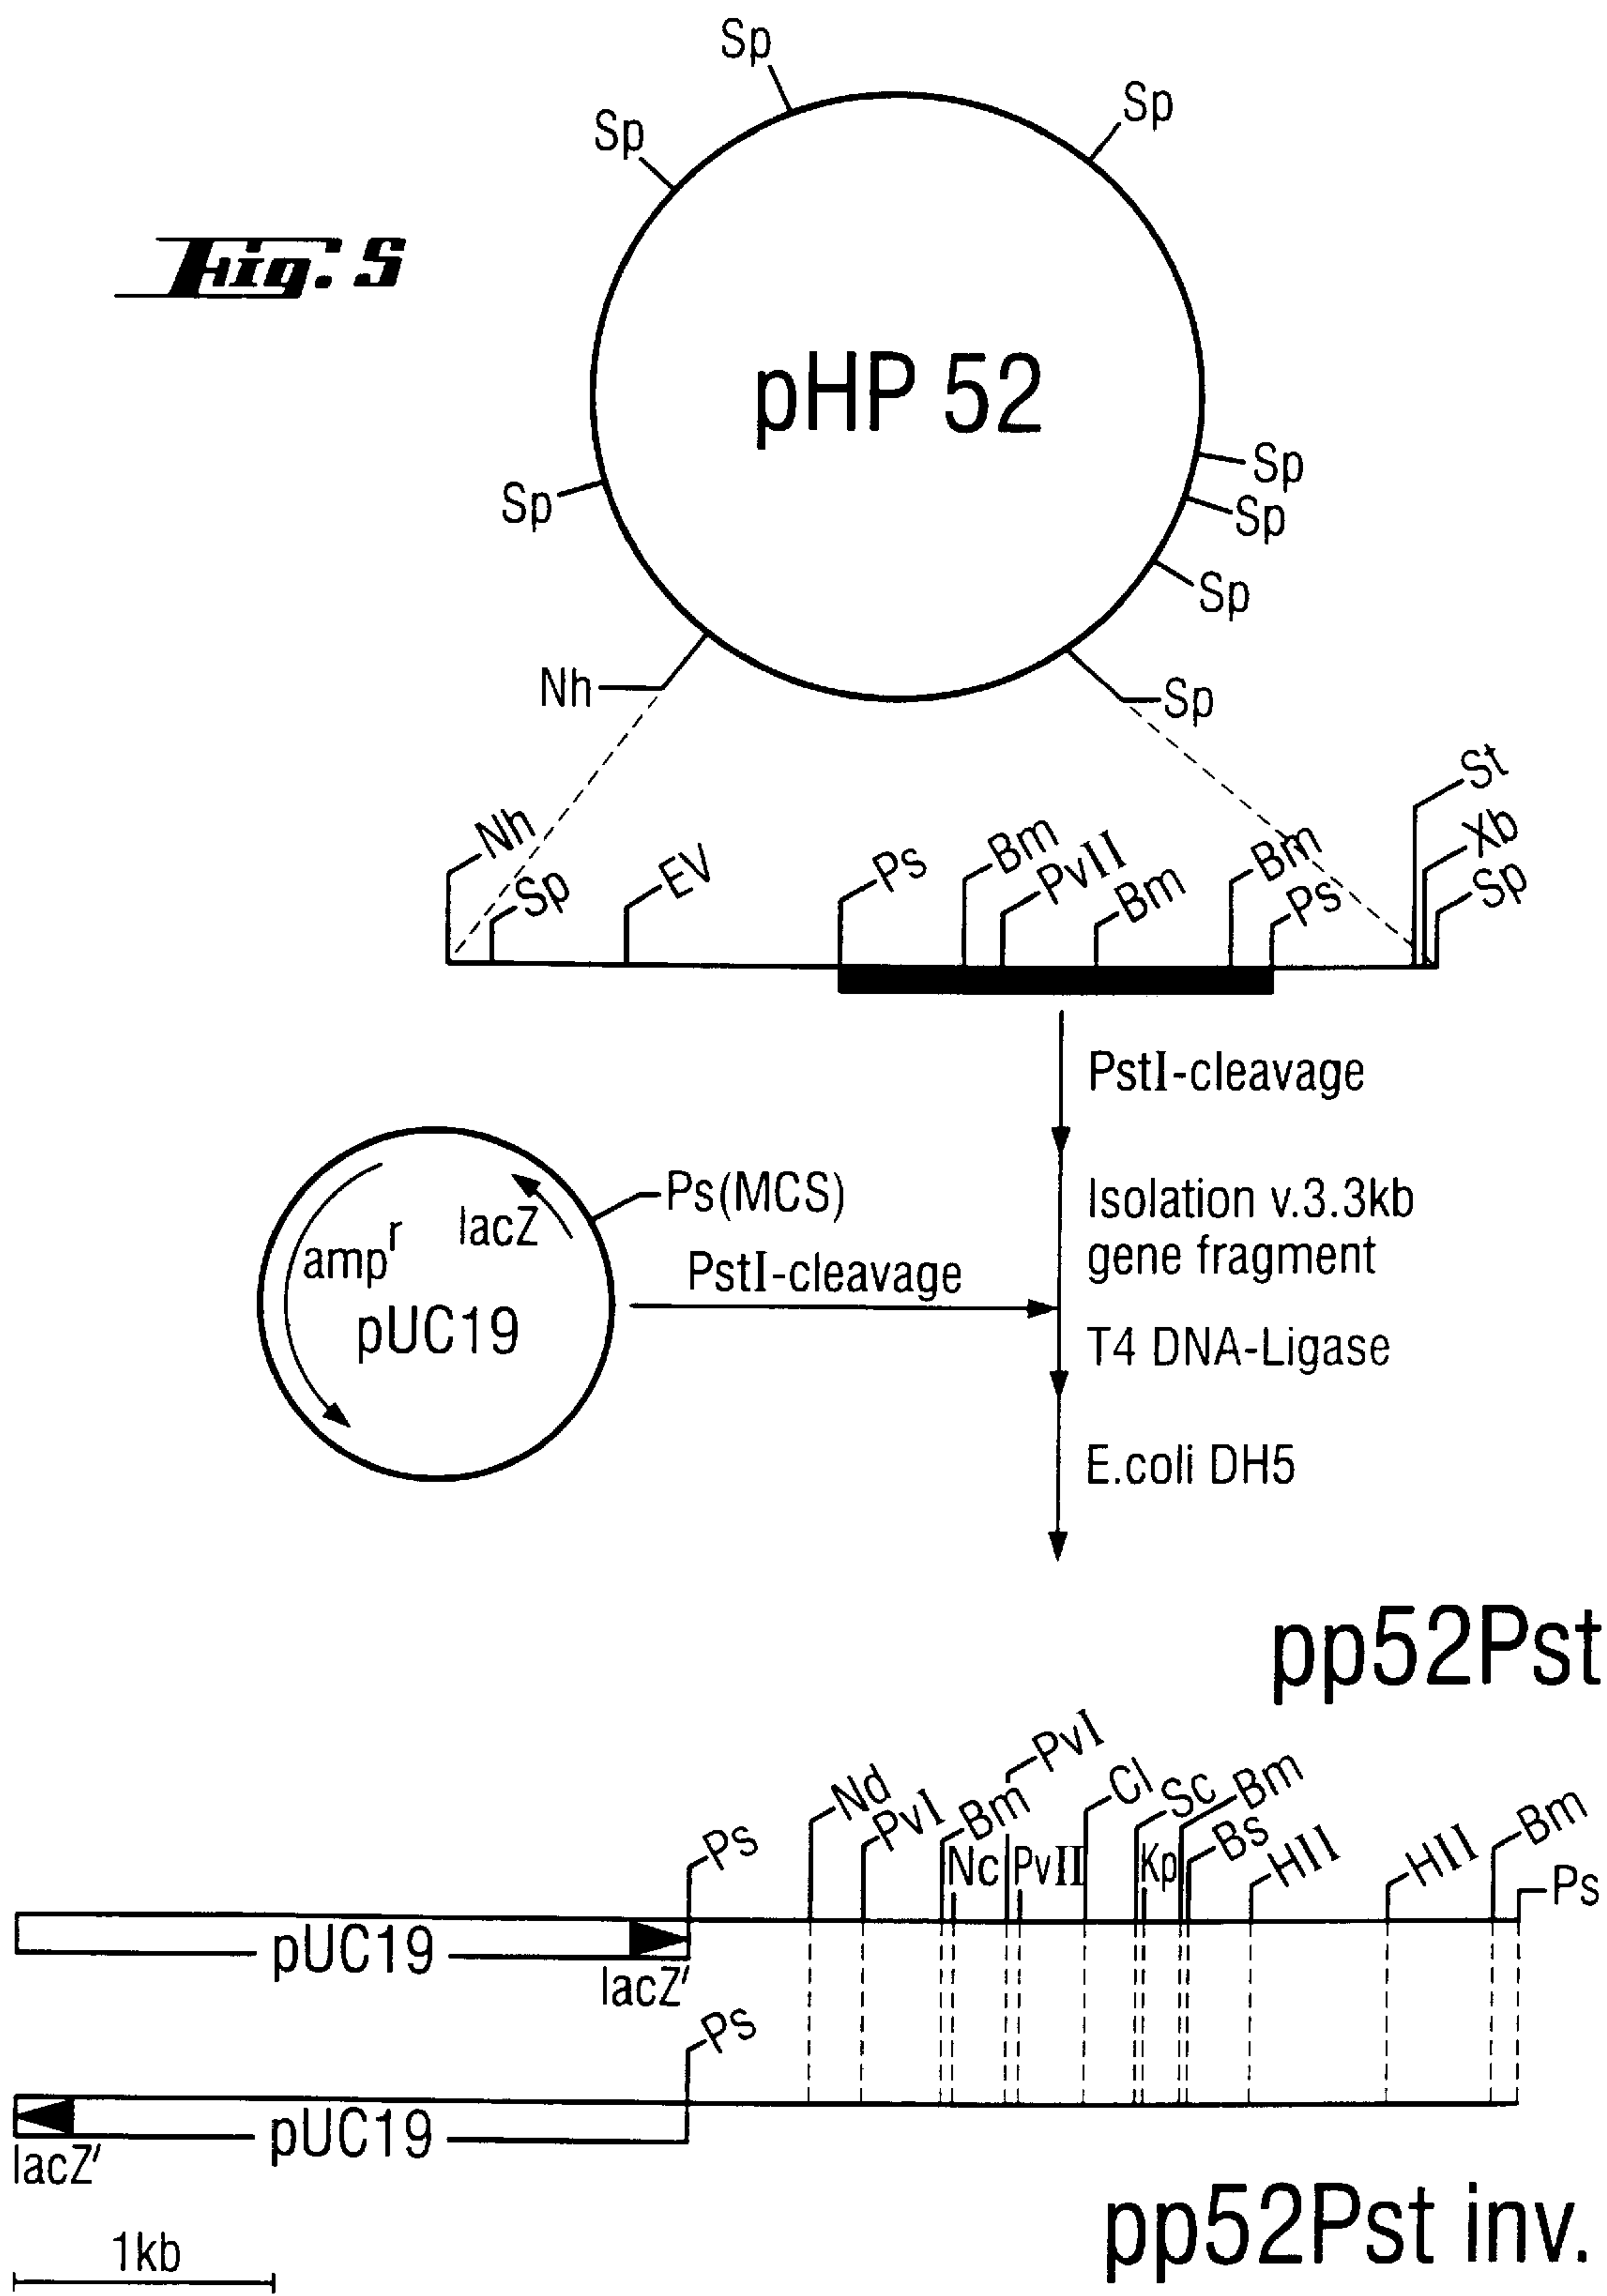 Sp
Sp
Sp
Fig. 5
pHP 52
Sp
Sp
Sp
Sp
Nh
Sp
Nh
Sp
EV
Ps
Bm
PvII
Bm
Bm
Ps
St
Xb
Sp
PstI-cleavage
Ps(MCS)
lacZ
amp r
pUC19
PstI-cleavage
Isolation v.3.3kb
gene fragment
T4 DNA-Ligase
E.coli DH5
pp52Pst
Ps
Nd
PvI
Bm
Nc
PvI
PvII
Cl
Sc
Kp
Bm
Bs
HII
HII
Bm
Ps
pUC19
lacZ'
Ps
pUC19
lacZ'
pp52Pst inv.
1kb